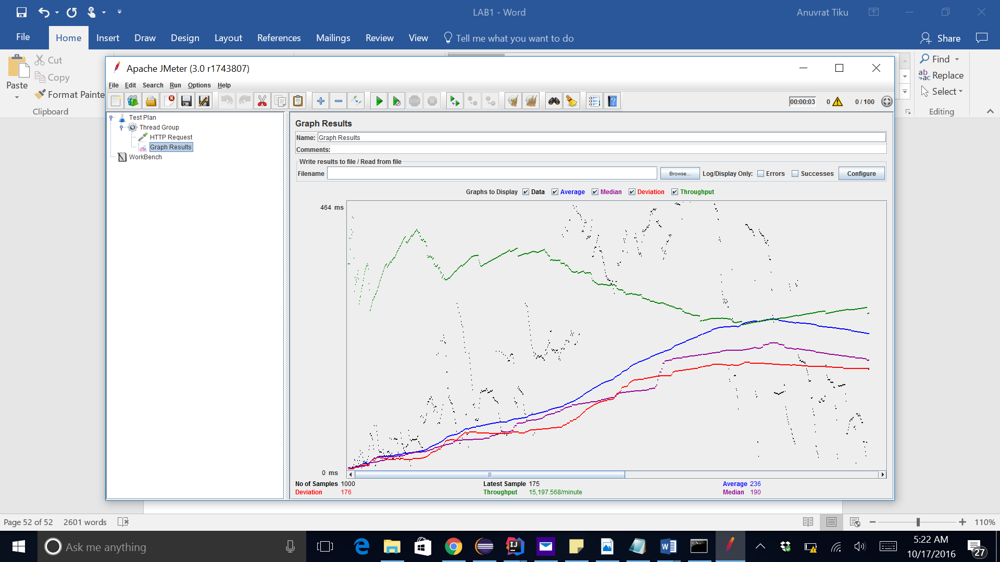 LAB1 - Word
Anuvrat Tiku
File Home Insert Draw Design Layout References Mailings Review View Tell me what you want to do Share
Paste
Cut
Copy
Format Painte
Clipboard
Find
Replace
Select
Editing
Apache JMeter (3.0 r1743807)
File Edit Search Run Options Help
00:00:03 0 0 / 100
Test Plan
Thread Group
HTTP Request
Graph Results
WorkBench
Graph Results
Name: Graph Results
Comments:
Write results to file / Read from file
Filename Browse... Log/Display Only: Errors Successes Configure
Graphs to Display Data Average Median Deviation Throughput
464 ms
0 ms
No of Samples 1000 Latest Sample 175 Average 236
Deviation 176 Throughput 15,197.568/minute Median 190
Page 52 of 52 2601 words 110%
Ask me anything
5:22 AM
10/17/2016
27